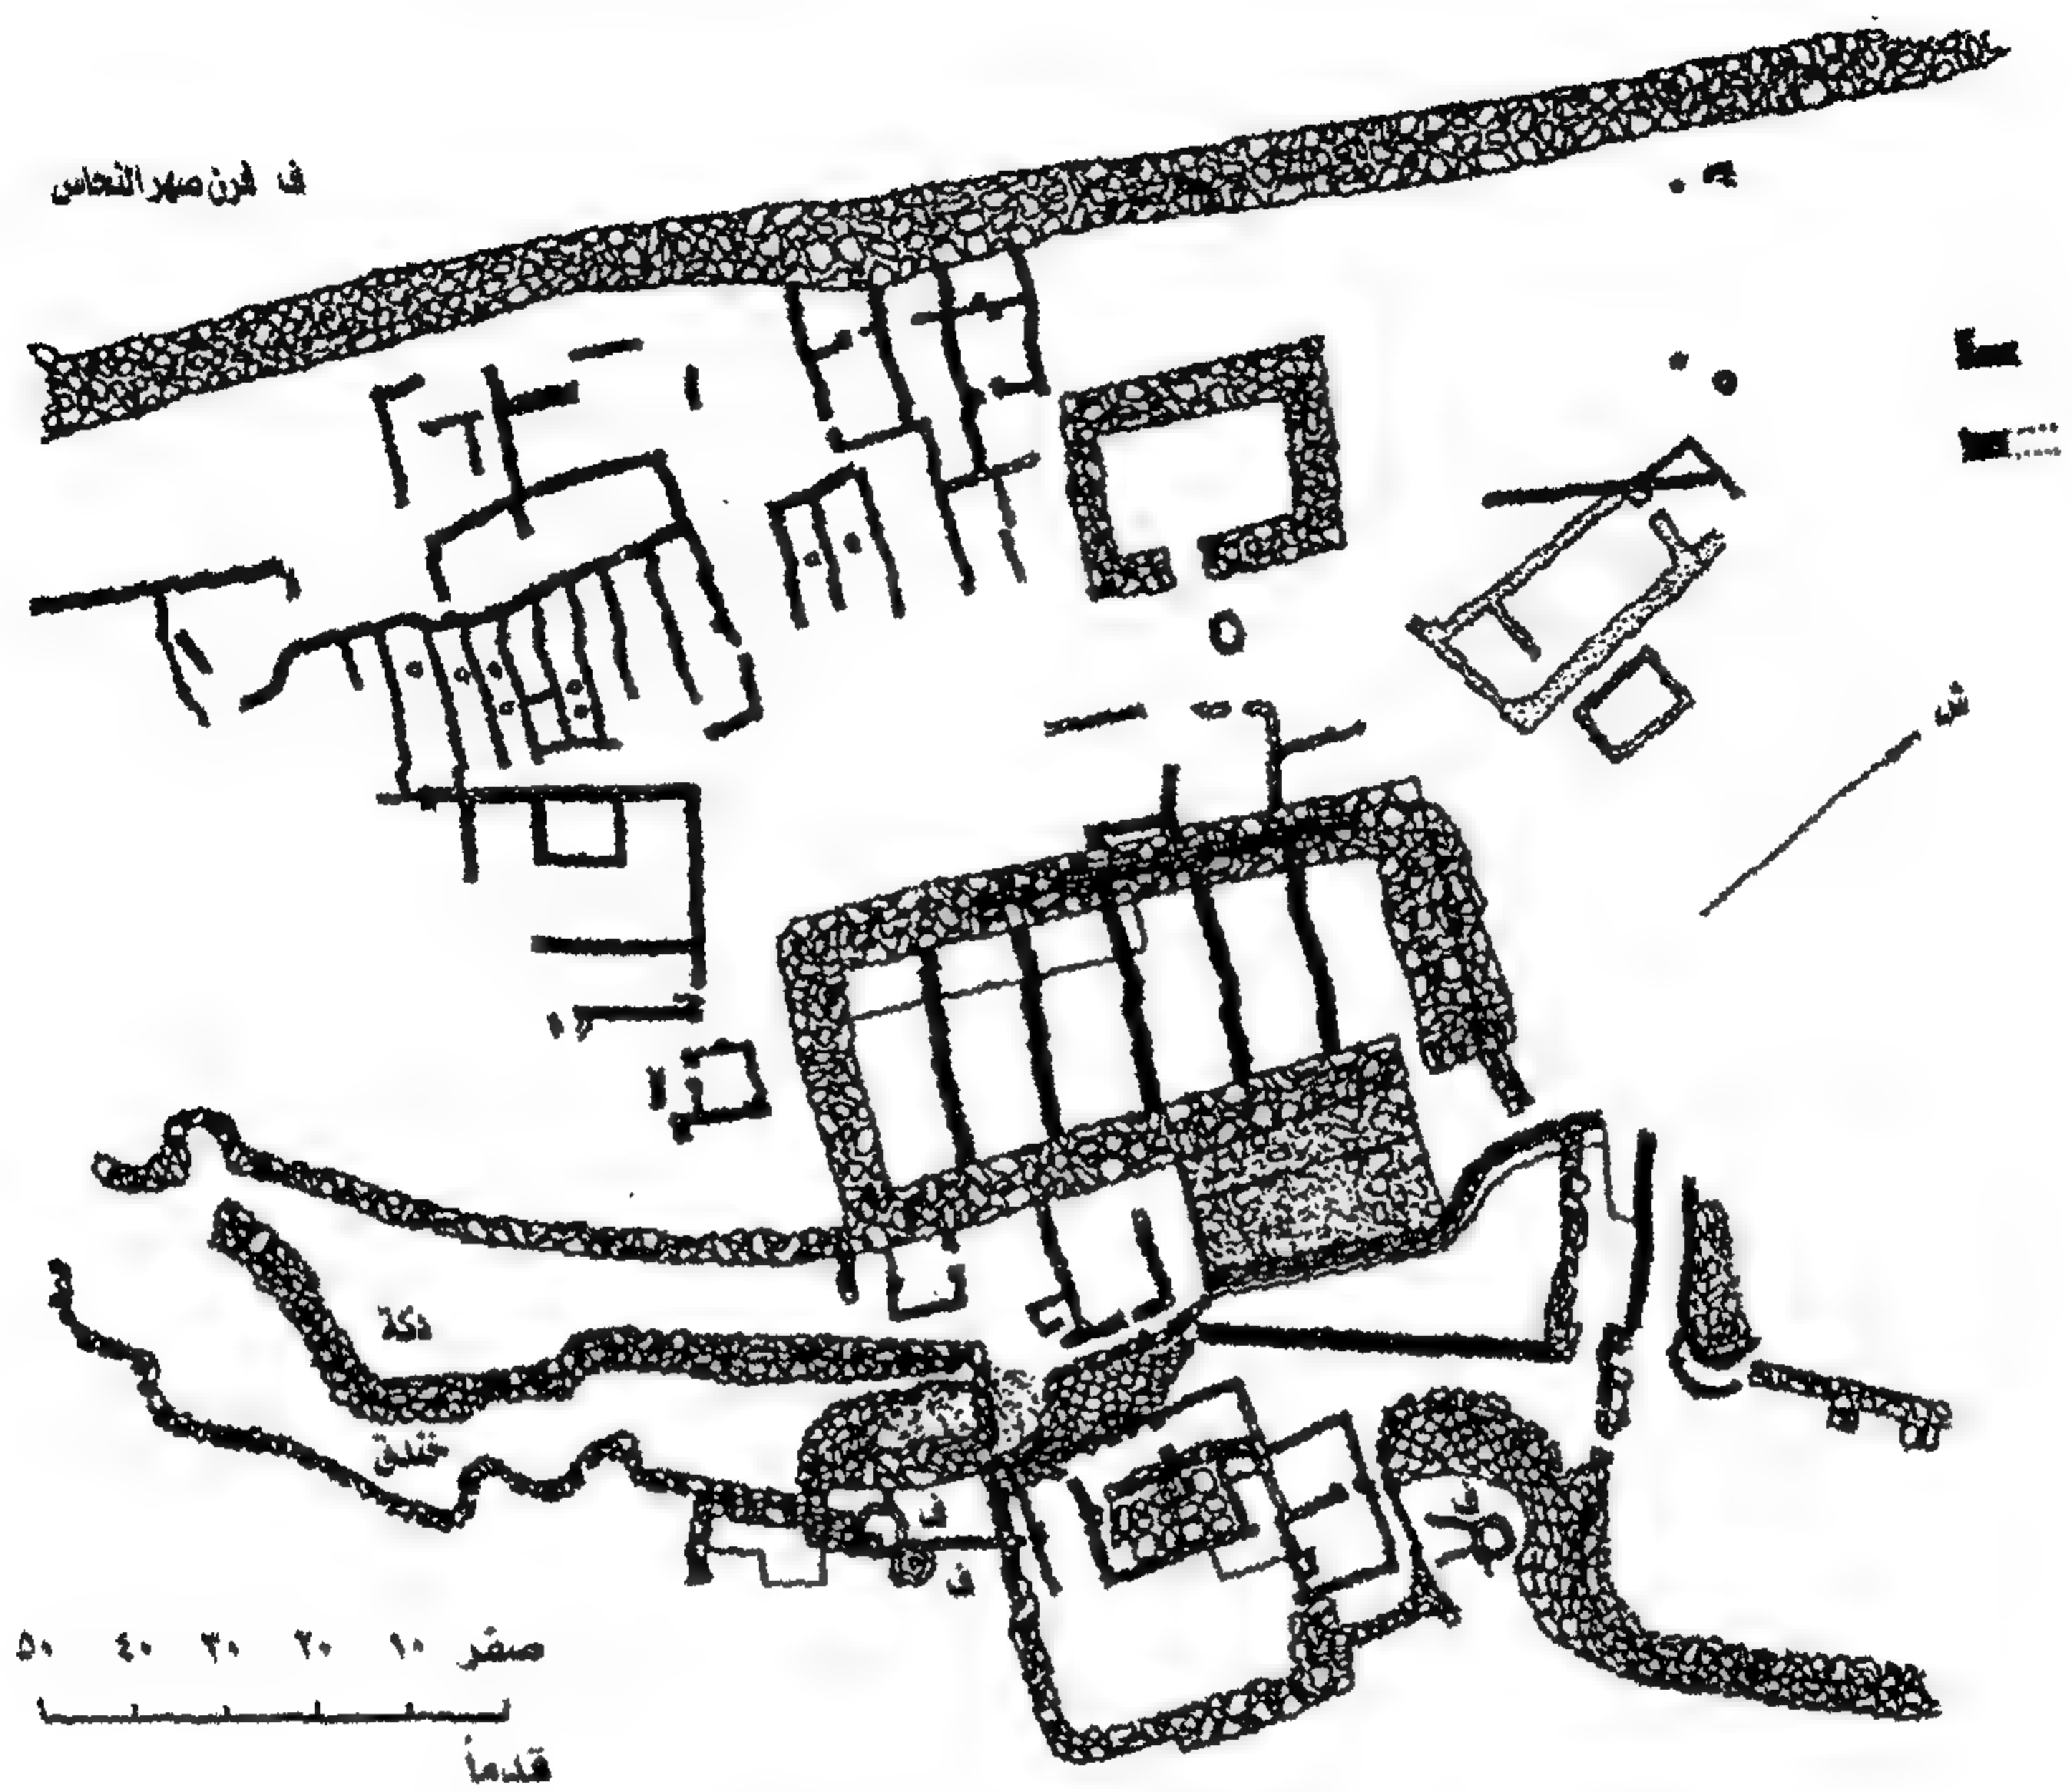 ف فرن صهر النحاس
ش
دكة
خندق
ف
ف
ف
صفر ١٠ ٢٠ ٣٠ ٤٠ ٥٠
قدماً